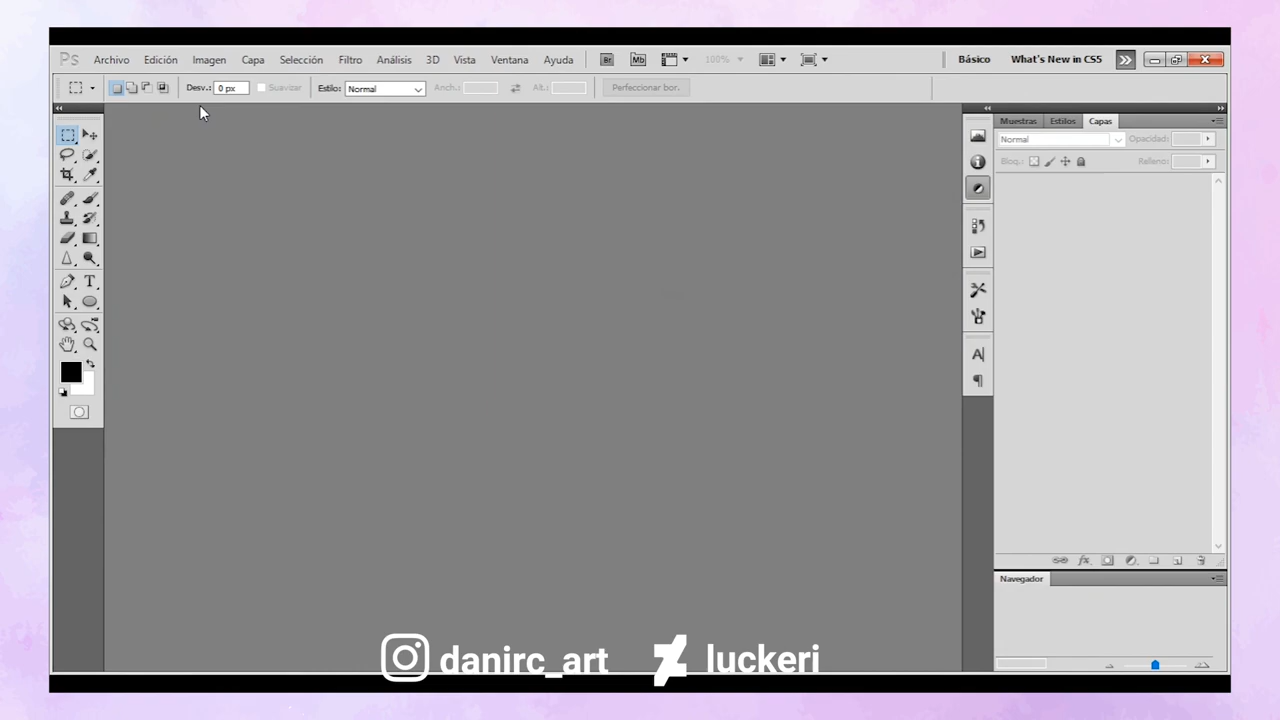 Ps Archivo Edición Imagen Capa Selección Filtro Análisis 3D Vista Ventana Ayuda Br Mb 100% Básico What's New in CS5
Desv.: 0 px Suavizar Estilo: Normal Anch.: Alt.: Perfeccionar bor.
Muestras Estilos Capas
Normal Opacidad:
Bloq.: Relleno:
Navegador
danirc_art luckeri